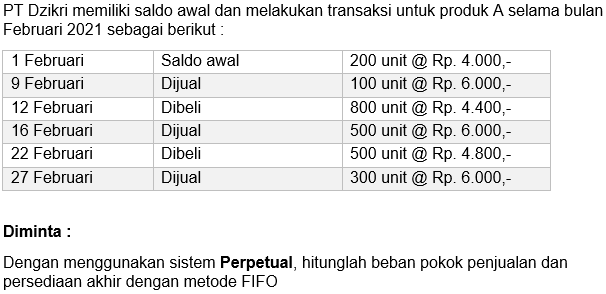 PT Dzikri memiliki saldo awal dan melakukan transaksi untuk produk A selama bulan
Februari 2021 sebagai berikut :
1 Februari Saldo awal 200 unit @ Rp. 4.000,-
9 Februari Dijual 100 unit @ Rp. 6.000,-
12 Februari Dibeli 800 unit @ Rp. 4.400,-
16 Februari Dijual 500 unit @ Rp. 6.000,-
22 Februari Dibeli 500 unit @ Rp. 4.800,-
27 Februari Dijual 300 unit @ Rp. 6.000,-
Diminta :
Dengan menggunakan sistem Perpetual, hitunglah beban pokok penjualan dan
persediaan akhir dengan metode FIFO